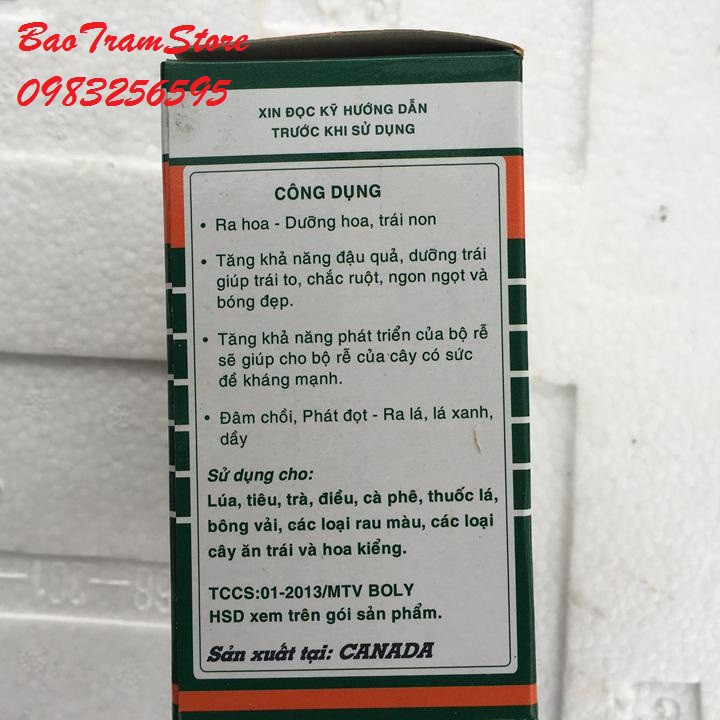 BaoTramStore
0983256595
XIN ĐỌC KỸ HƯỚNG DẪN
TRƯỚC KHI SỬ DỤNG
CÔNG DỤNG
• Ra hoa - Dưỡng hoa, trái non
• Tăng khả năng đậu quả, dưỡng trái
giúp trái to, chắc ruột, ngon ngọt và
bóng đẹp.
• Tăng khả năng phát triển của bộ rễ
sẽ giúp cho bộ rễ của cây có sức
đề kháng mạnh.
• Đâm chồi, Phát đọt - Ra lá, lá xanh,
dầy
Sử dụng cho:
Lúa, tiêu, trà, điều, cà phê, thuốc lá,
bông vải, các loại rau màu, các loại
cây ăn trái và hoa kiểng.
TCCS:01-2013/MTV BOLY
HSD xem trên gói sản phẩm.
Sản xuất tại: CANADA